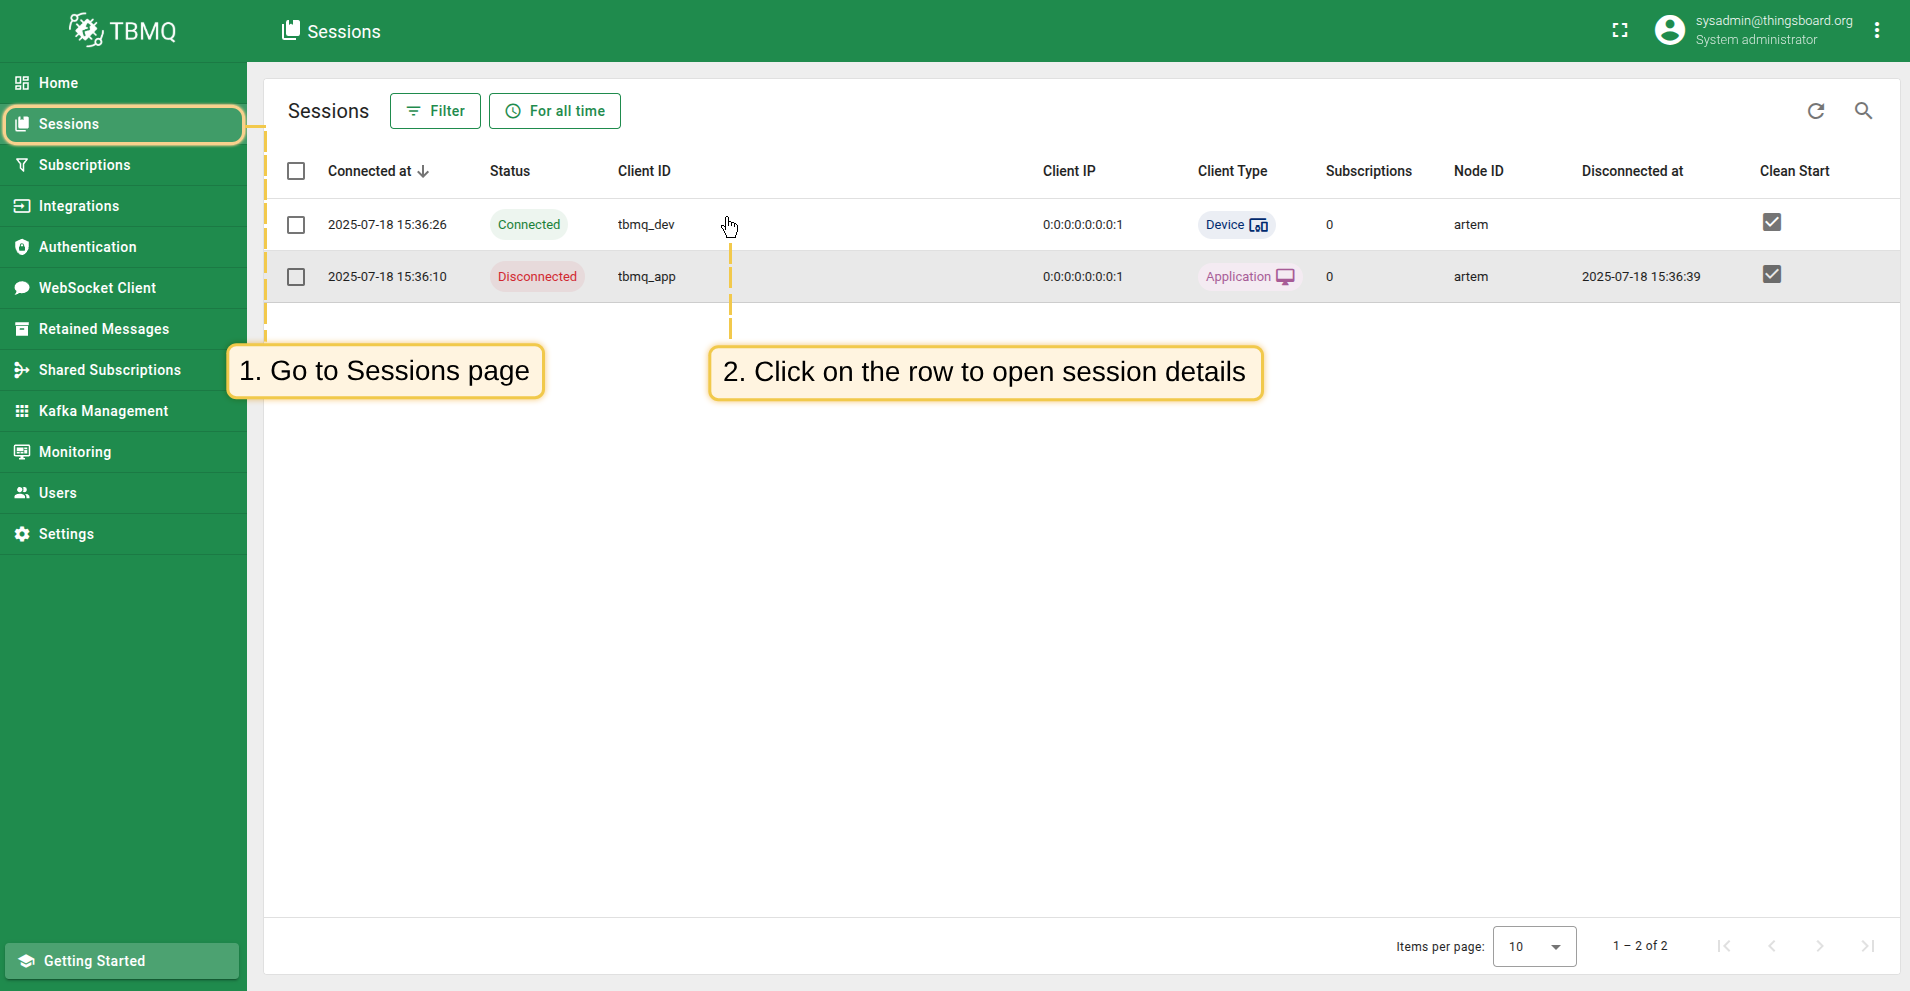 TBMQ
Sessions
sysadmin@thingsboard.org
System administrator
Home
Sessions
Subscriptions
Integrations
Authentication
WebSocket Client
Retained Messages
Shared Subscriptions
Kafka Management
Monitoring
Users
Settings
Getting Started
Sessions
Filter
For all time
Connected at Status Client ID Client IP Client Type Subscriptions Node ID Disconnected at Clean Start
2025-07-18 15:36:26 Connected tbmq_dev 0:0:0:0:0:0:0:1 Device 0 artem
2025-07-18 15:36:10 Disconnected tbmq_app 0:0:0:0:0:0:0:1 Application 0 artem 2025-07-18 15:36:39
1. Go to Sessions page
2. Click on the row to open session details
Items per page: 10 1 – 2 of 2